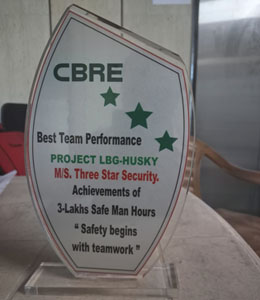 CBRE
Best Team Performance
PROJECT LBG-HUSKY
M/S. Three Star Security.
Achievements of
3-Lakhs Safe Man Hours
“ Safety begins
with teamwork ”